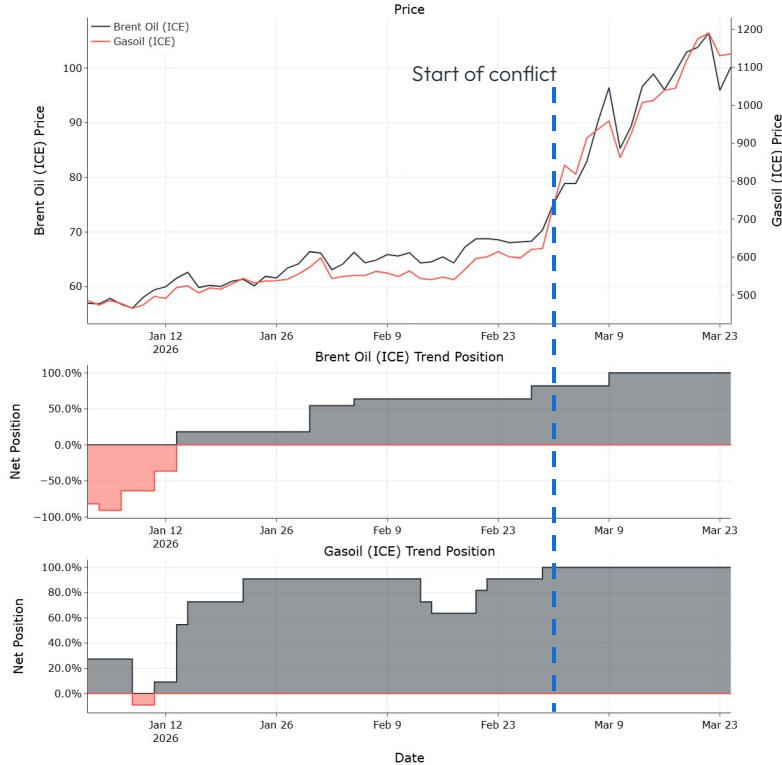 Price
Brent Oil (ICE)
Gasoil (ICE)
Start of conflict
Brent Oil (ICE) Price
100
90
80
70
60
Gasoil (ICE) Price
1200
1100
1000
900
800
700
600
500
Jan 12
2026
Jan 26
Feb 9
Feb 23
Mar 9
Mar 23
Brent Oil (ICE) Trend Position
Net Position
100.0%
50.0%
0.0%
−50.0%
−100.0%
Jan 12
2026
Jan 26
Feb 9
Feb 23
Mar 9
Mar 23
Gasoil (ICE) Trend Position
Net Position
100.0%
80.0%
60.0%
40.0%
20.0%
0.0%
Jan 12
2026
Jan 26
Feb 9
Feb 23
Mar 9
Mar 23
Date